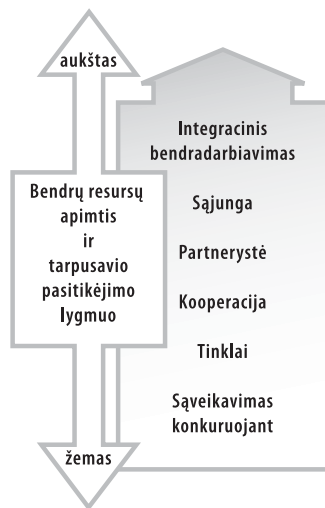 aukštas
Bendrų resursų
apimtis
ir
tarpusavio
pasitikėjimo
lygmuo
žemas
Integracinis
bendradarbiavimas
Sąjunga
Partnerystė
Kooperacija
Tinklai
Sąveikavimas
konkuruojant